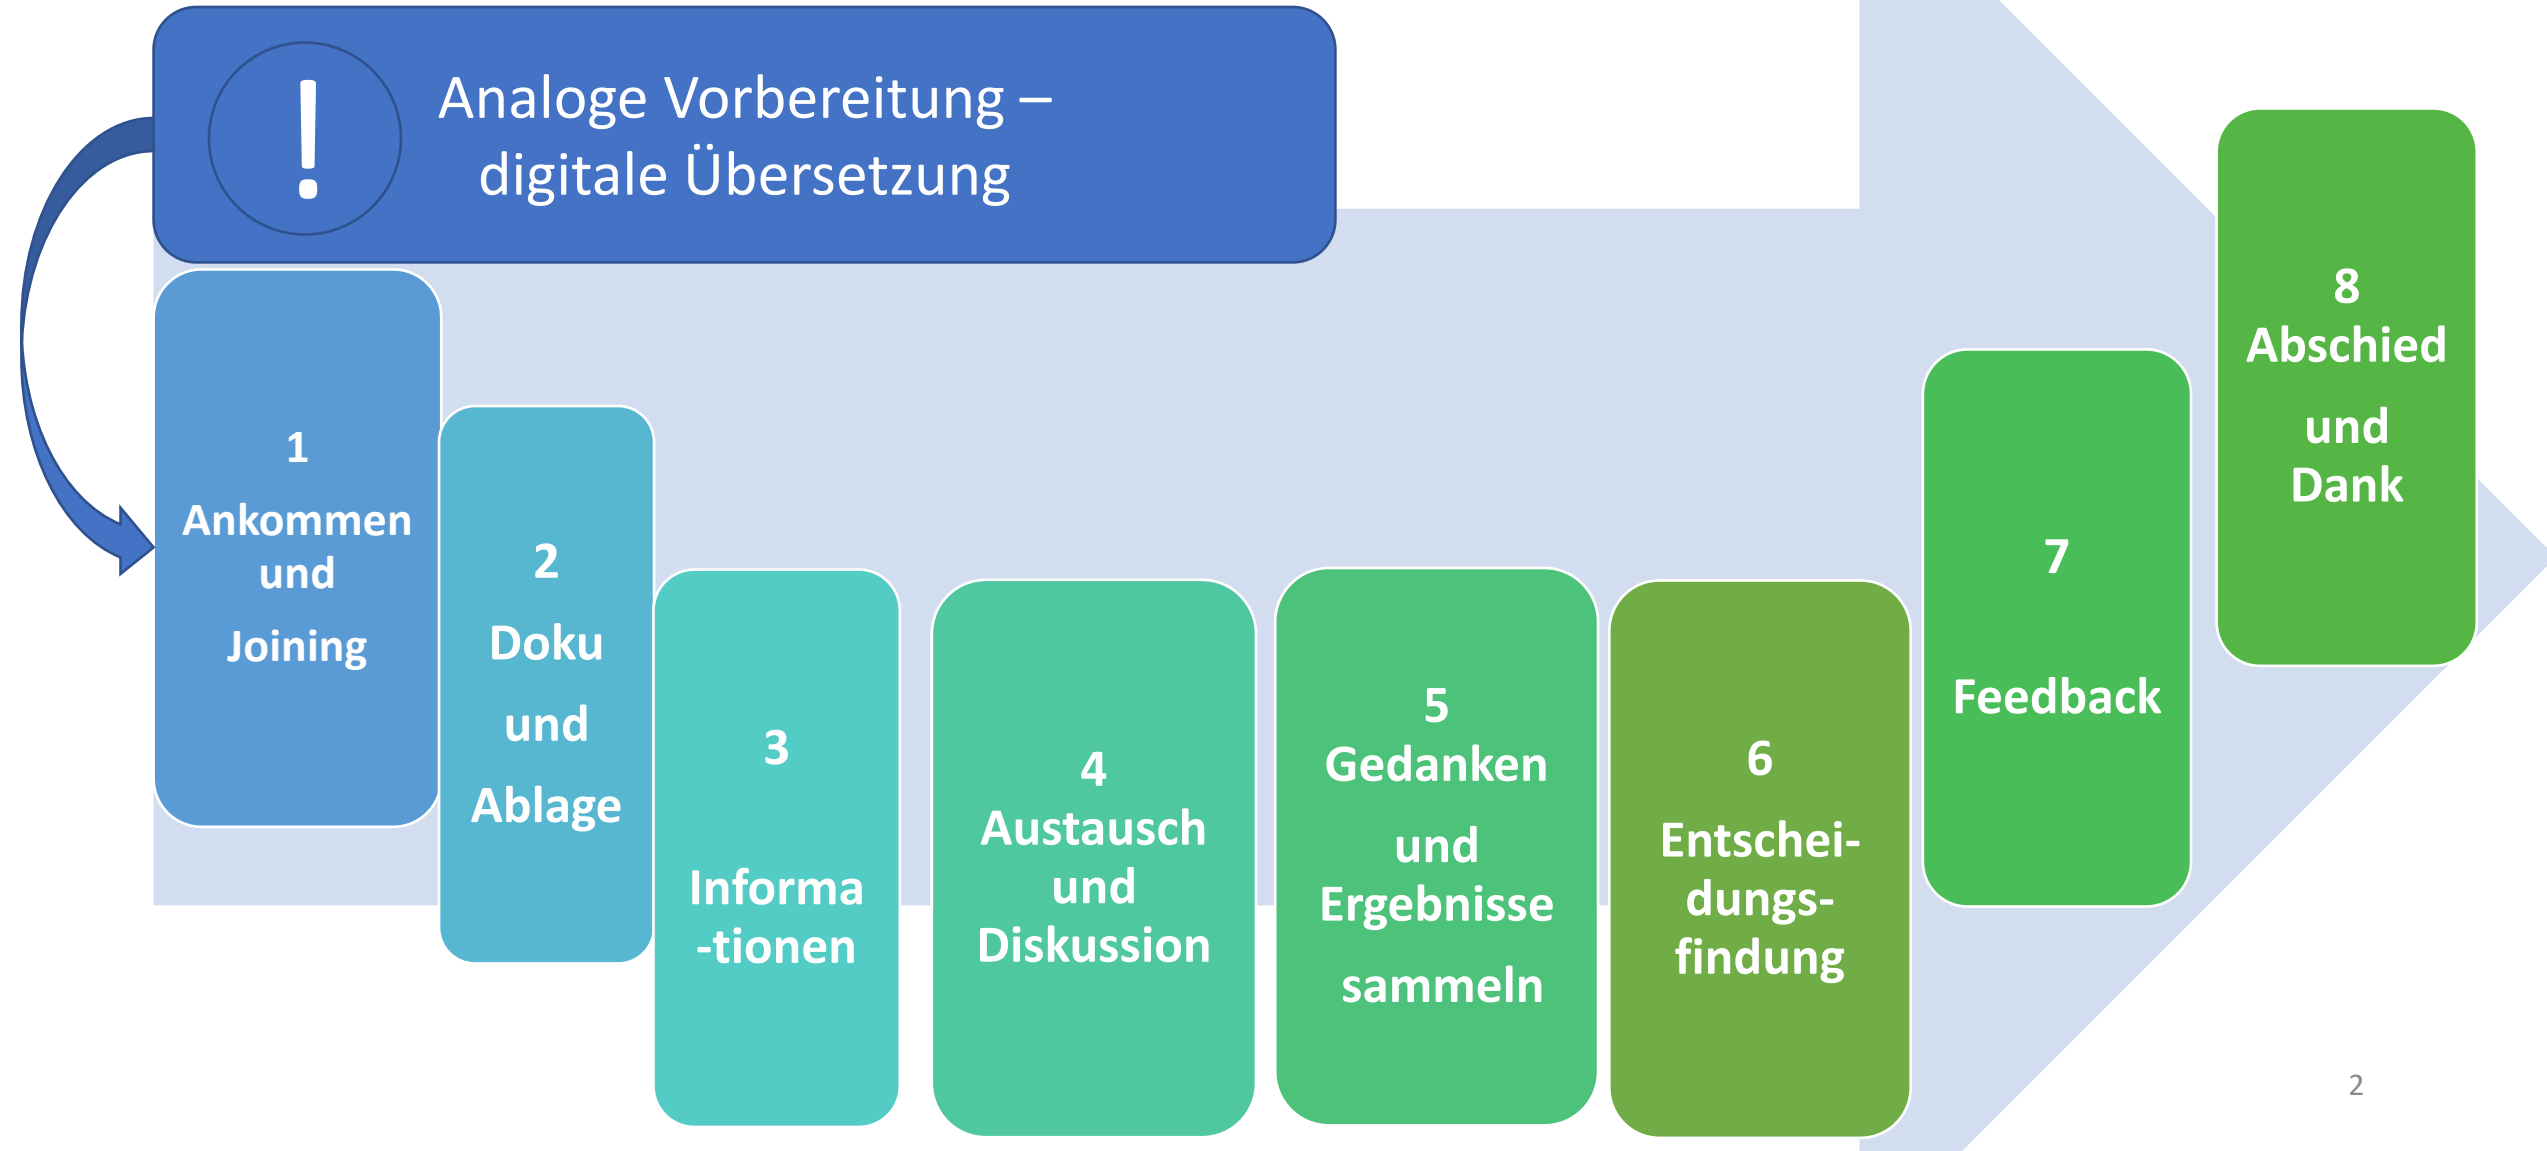 !
Analoge Vorbereitung –
digitale Übersetzung
1
Ankommen
und
Joining
2
Doku
und
Ablage
3
Informa
-tionen
4
Austausch
und
Diskussion
5
Gedanken
und
Ergebnisse
sammeln
6
Entschei-
dungs-
findung
7
Feedback
8
Abschied
und
Dank
2